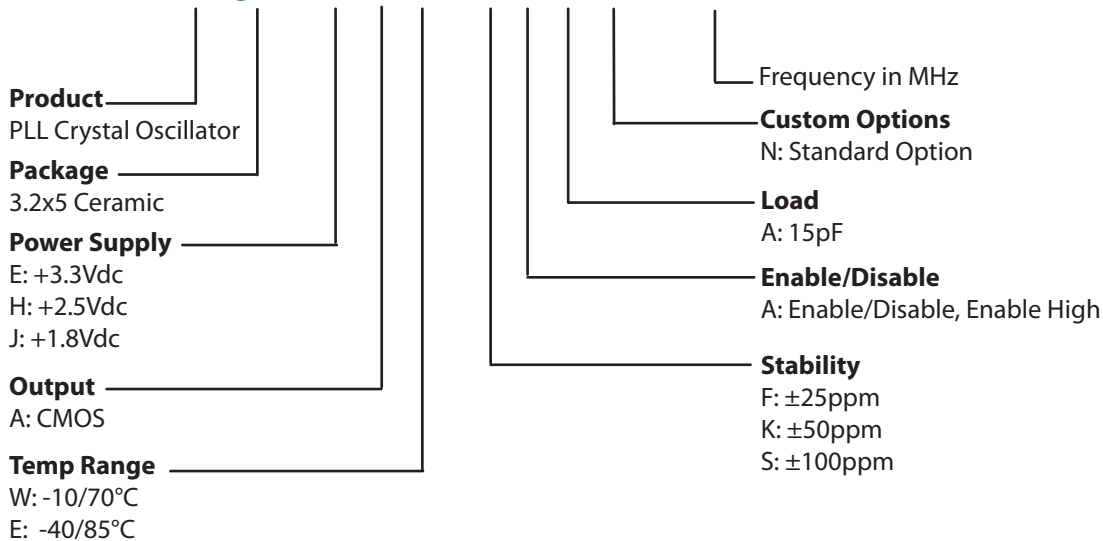 Product
PLL Crystal Oscillator
Package
3.2x5 Ceramic
Power Supply
E: +3.3Vdc
H: +2.5Vdc
J: +1.8Vdc
Output
A: CMOS
Temp Range
W: -10/70°C
E: -40/85°C
Frequency in MHz
Custom Options
N: Standard Option
Load
A: 15pF
Enable/Disable
A: Enable/Disable, Enable High
Stability
F: ±25ppm
K: ±50ppm
S: ±100ppm